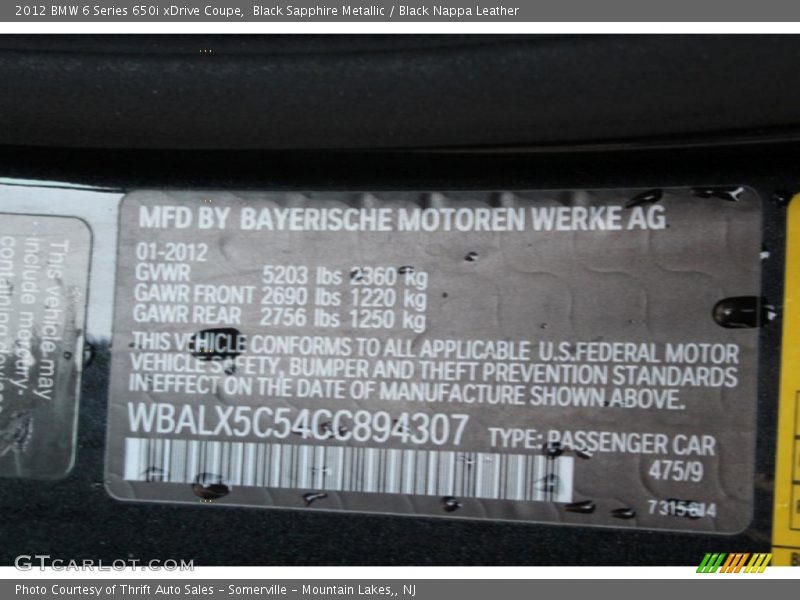 2012 BMW 6 Series 650i xDrive Coupe,  Black Sapphire Metallic / Black Nappa Leather
This vehicle may
include mercury-
MFD BY BAYERISCHE MOTOREN WERKE AG
01-2012
GVWR 5203 lbs 2360 kg
GAWR FRONT 2690 lbs 1220 kg
GAWR REAR 2756 lbs 1250 kg
THIS VEHICLE CONFORMS TO ALL APPLICABLE U.S.FEDERAL MOTOR
VEHICLE SAFETY, BUMPER AND THEFT PREVENTION STANDARDS
IN EFFECT ON THE DATE OF MANUFACTURE SHOWN ABOVE.
WBALX5C54CC894307 TYPE: PASSENGER CAR
475/9
GTCARLOT.COM
Photo Courtesy of Thrift Auto Sales – Somerville – Mountain Lakes,, NJ